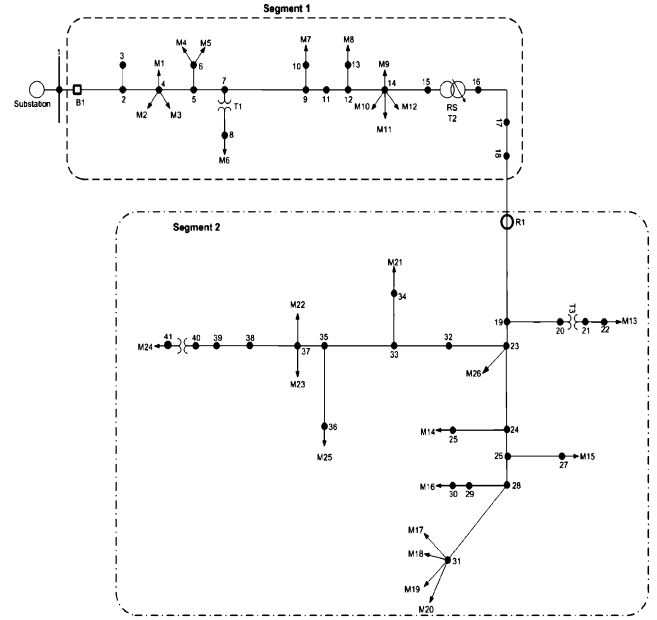 Segment 1
M7
M8
M4
M5
3
M1
6
10
13
M9
1
4
7
14
15
16
Substation
B1
2
M2
M3
5
T1
9
11
12
M10
M12
RS
T2
M11
8
M6
17
18
Segment 2
R1
M21
34
M22
T3
19
20
21
22
M13
41
40
39
38
35
32
M24
37
33
23
M23
M26
36
M14
25
24
M25
26
27
M15
M16
30
29
28
M17
M18
31
M19
M20